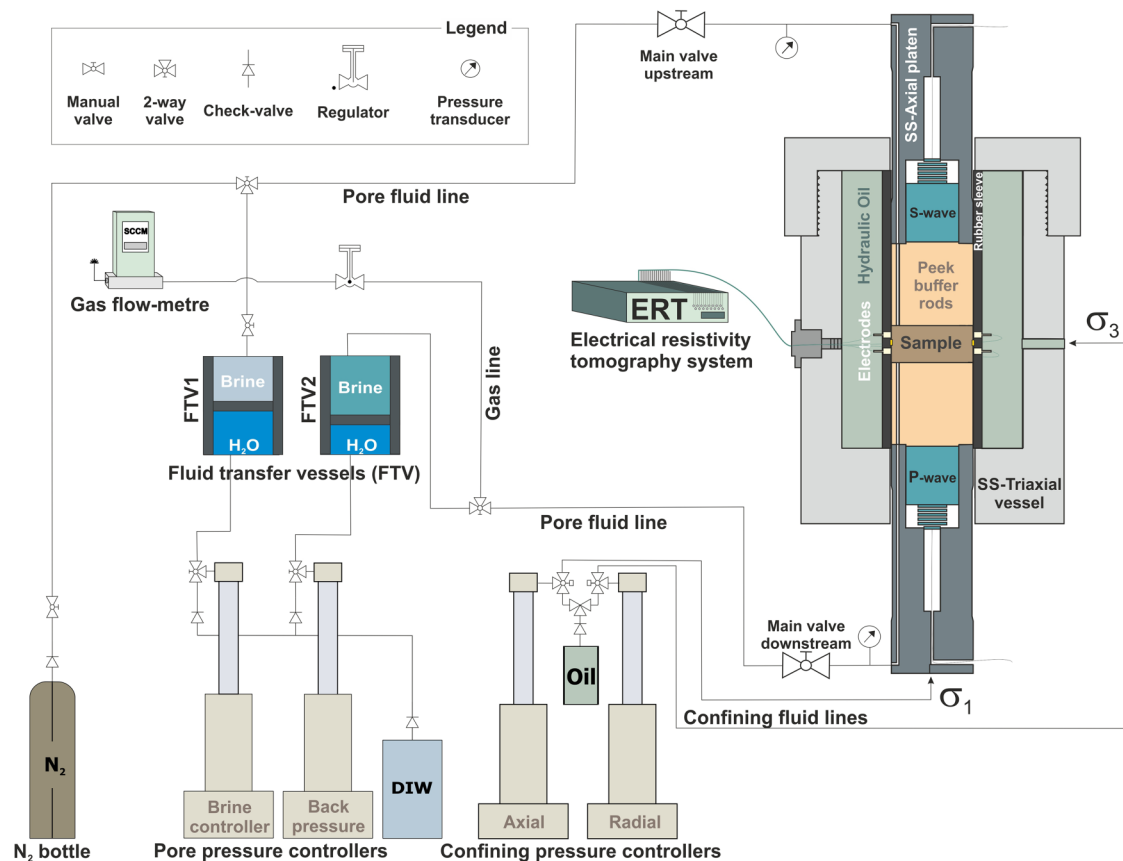 Legend
Manual
valve
2-way
valve
Check-valve
Regulator
Pressure
transducer
Main valve
upstream
SS-Axial platen
Pore fluid line
SCCM
Gas flow-metre
S-wave
Rubber sleeve
Hydraulic Oil
Peek
buffer
rods
ERT
Electrical resistivity
tomography system
Electrodes
Sample
σ3
Gas line
FTV1
Brine
H2O
FTV2
Brine
H2O
Fluid transfer vessels (FTV)
P-wave
SS-Triaxial
vessel
Pore fluid line
Main valve
downstream
Oil
σ1
Confining fluid lines
N2
DIW
Brine
controller
Back
pressure
Axial
Radial
N2 bottle
Pore pressure controllers
Confining pressure controllers